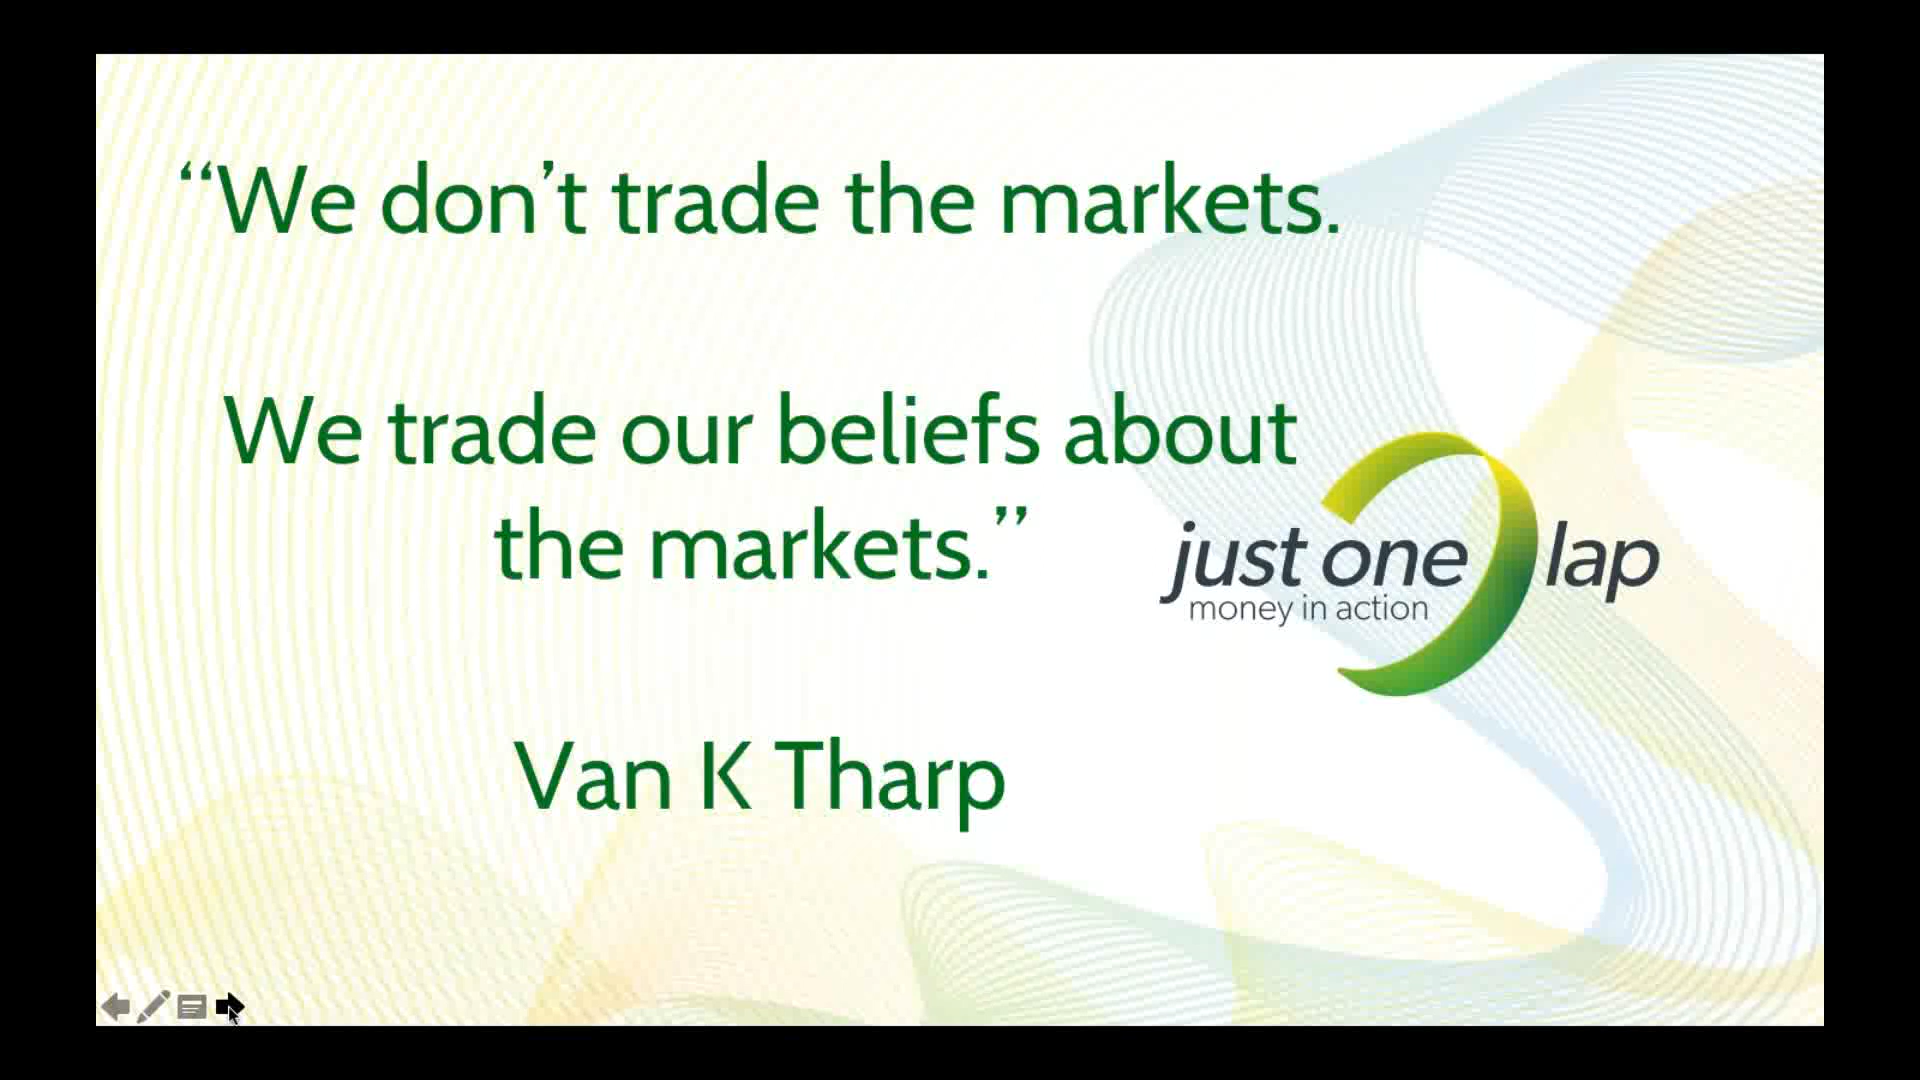 “We don’t trade the markets.
We trade our beliefs about
the markets.”
just one lap
money in action
Van K Tharp